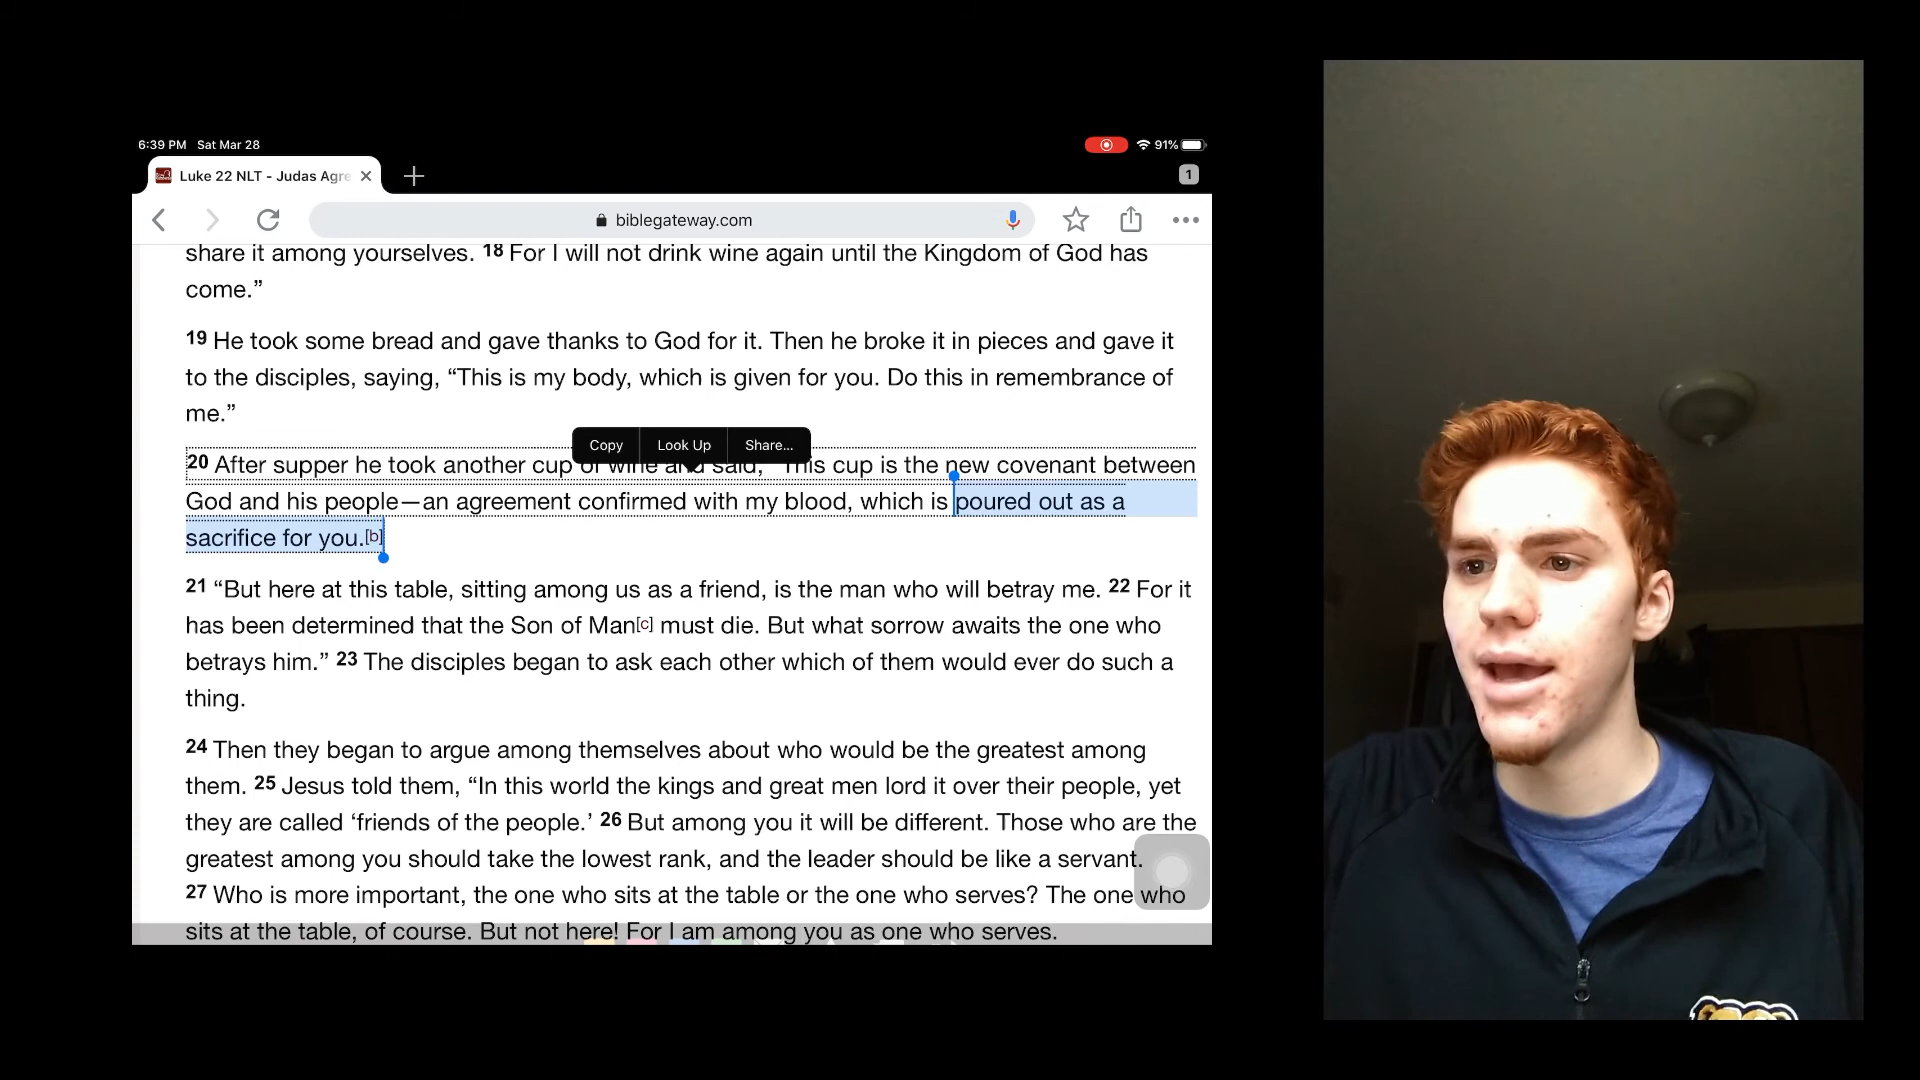 6:39 PM Sat Mar 28
91%
Luke 22 NLT - Judas Agre
1
biblegateway.com
share it among yourselves. 18 For I will not drink wine again until the Kingdom of God has
come.”
19 He took some bread and gave thanks to God for it. Then he broke it in pieces and gave it
to the disciples, saying, “This is my body, which is given for you. Do this in remembrance of
me.”
Copy Look Up Share...
20 After supper he took another cup of wine and said, “This cup is the new covenant between
God and his people—an agreement confirmed with my blood, which is poured out as a
sacrifice for you.[b]
21 “But here at this table, sitting among us as a friend, is the man who will betray me. 22 For it
has been determined that the Son of Man[c] must die. But what sorrow awaits the one who
betrays him.” 23 The disciples began to ask each other which of them would ever do such a
thing.
24 Then they began to argue among themselves about who would be the greatest among
them. 25 Jesus told them, “In this world the kings and great men lord it over their people, yet
they are called ‘friends of the people.’ 26 But among you it will be different. Those who are the
greatest among you should take the lowest rank, and the leader should be like a servant.
27 Who is more important, the one who sits at the table or the one who serves? The one who
sits at the table, of course. But not here! For I am among you as one who serves.